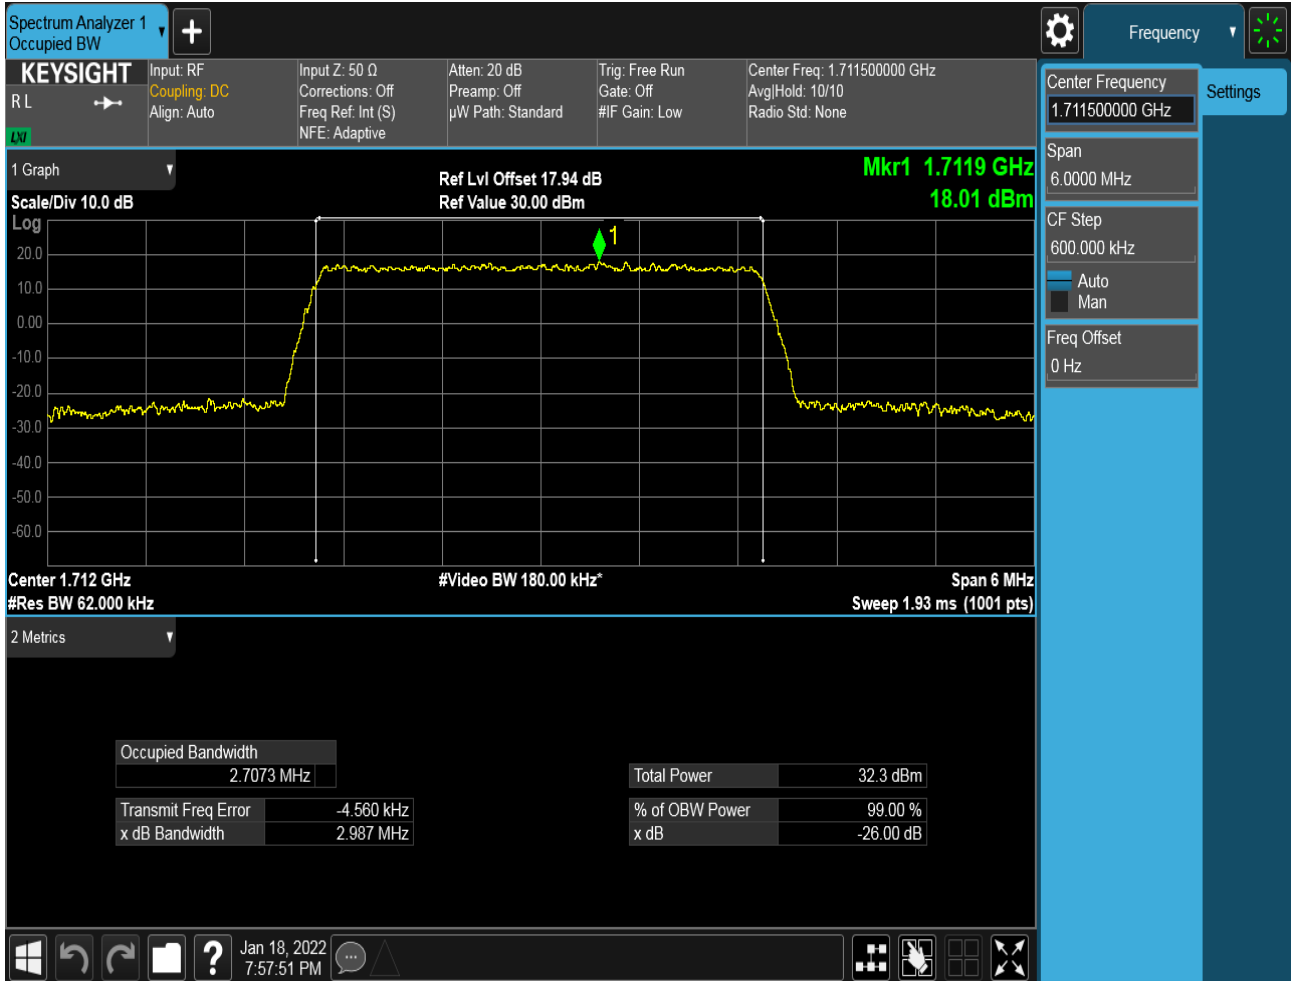 Spectrum Analyzer 1
Occupied BW
Frequency
KEYSIGHT
R L
LXI
Input: RF
Coupling: DC
Align: Auto
Input Z: 50 Ω
Corrections: Off
Freq Ref: Int (S)
NFE: Adaptive
Atten: 20 dB
Preamp: Off
µW Path: Standard
Trig: Free Run
Gate: Off
#IF Gain: Low
Center Freq: 1.711500000 GHz
Avg|Hold: 10/10
Radio Std: None
Center Frequency
1.711500000 GHz
Settings
Span
6.0000 MHz
CF Step
600.000 kHz
Auto
Man
Freq Offset
0 Hz
1 Graph
Scale/Div 10.0 dB
Ref Lvl Offset 17.94 dB
Ref Value 30.00 dBm
Mkr1 1.7119 GHz
18.01 dBm
Log
1
20.0
10.0
0.00
-10.0
-20.0
-30.0
-40.0
-50.0
-60.0
Center 1.712 GHz
#Video BW 180.00 kHz*
Span 6 MHz
#Res BW 62.000 kHz
Sweep 1.93 ms (1001 pts)
2 Metrics
Occupied Bandwidth
2.7073 MHz
Total Power 32.3 dBm
Transmit Freq Error -4.560 kHz
% of OBW Power 99.00 %
x dB Bandwidth 2.987 MHz
x dB -26.00 dB
?
Jan 18, 2022
7:57:51 PM